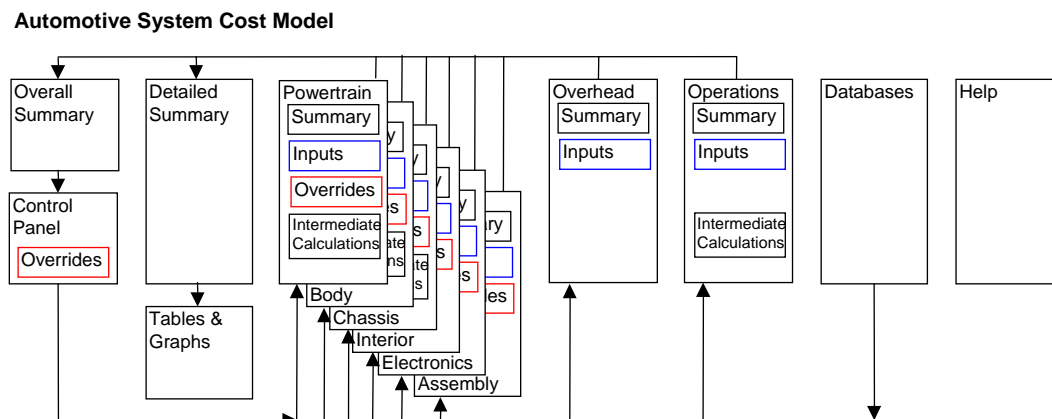 Automotive System Cost Model
Overall
Summary
Control
Panel
Overrides
Detailed
Summary
Tables &
Graphs
Powertrain
Summary
Inputs
Overrides
Intermediate
Calculations
Body
Chassis
Interior
Electronics
Assembly
Overhead
Summary
Inputs
Operations
Summary
Inputs
Intermediate
Calculations
Databases
Help